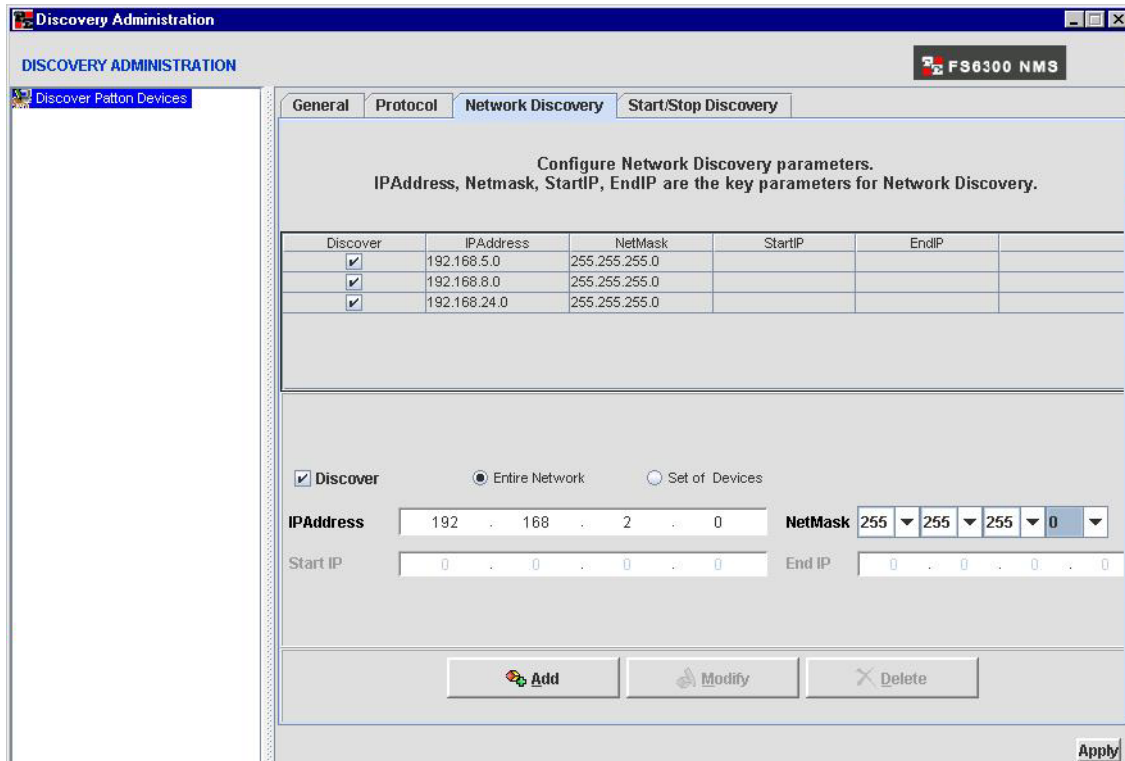 Discovery Administration
DISCOVERY ADMINISTRATION
FS6300 NMS
Discover Patton Devices
General Protocol Network Discovery Start/Stop Discovery
Configure Network Discovery parameters.
IPAddress, Netmask, StartIP, EndIP are the key parameters for Network Discovery.
Discover IPAddress NetMask StartIP EndIP
192.168.5.0 255.255.255.0
192.168.8.0 255.255.255.0
192.168.24.0 255.255.255.0
Discover Entire Network Set of Devices
IPAddress 192 . 168 . 2 . 0 NetMask 255 255 255 0
Start IP 0 . 0 . 0 . 0 End IP 0 . 0 . 0 . 0
Add Modify Delete
Apply